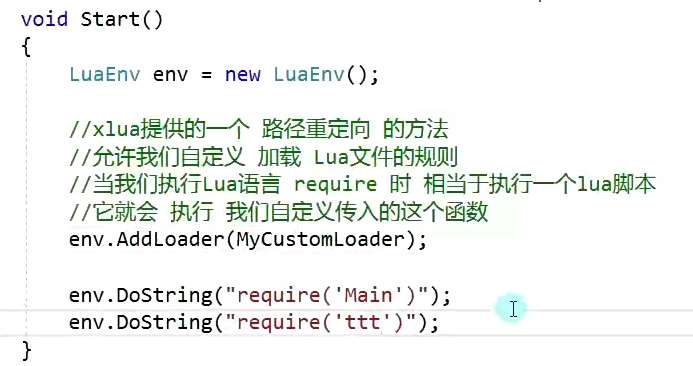 void Start()
{
LuaEnv env = new LuaEnv();
//xlua提供的一个 路径重定向 的方法
//允许我们自定义 加载 Lua文件的规则
//当我们执行Lua语言 require 时 相当于执行一个lua脚本
//它就会 执行 我们自定义传入的这个函数
env.AddLoader(MyCustomLoader);
env.DoString("require('Main')");
env.DoString("require('ttt')");
}